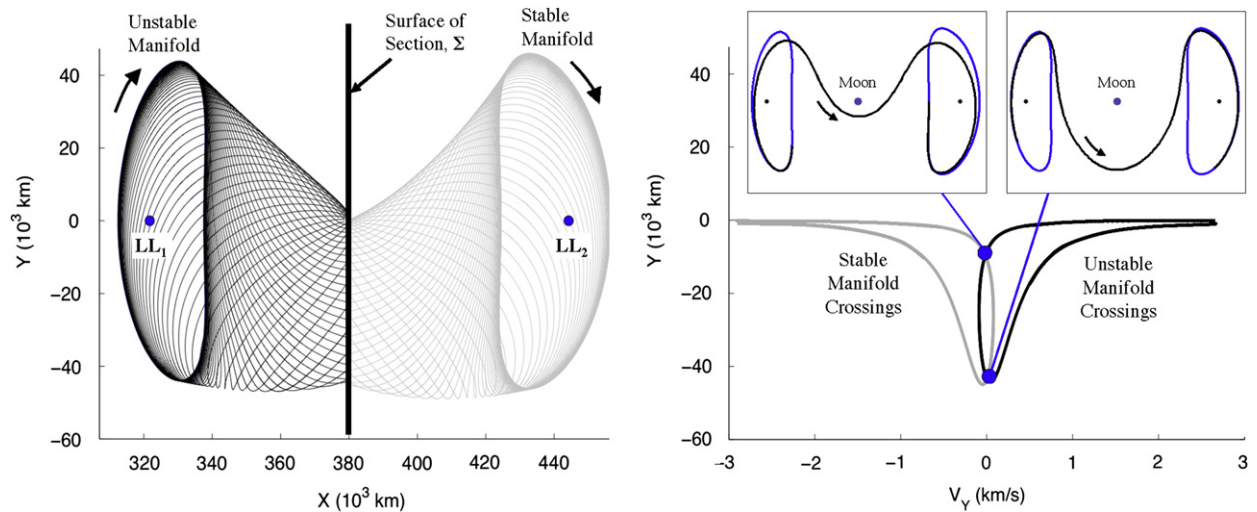 Unstable
Manifold
Surface of
Section, Σ
Stable
Manifold
40
20
0
−20
−40
−60
Y (10³ km)
LL₁
LL₂
320
340
360
380
400
420
440
X (10³ km)
Moon
Moon
40
20
0
−20
−40
−60
Y (10³ km)
Stable
Manifold
Crossings
Unstable
Manifold
Crossings
−3
−2
−1
0
1
2
3
V_Y (km/s)